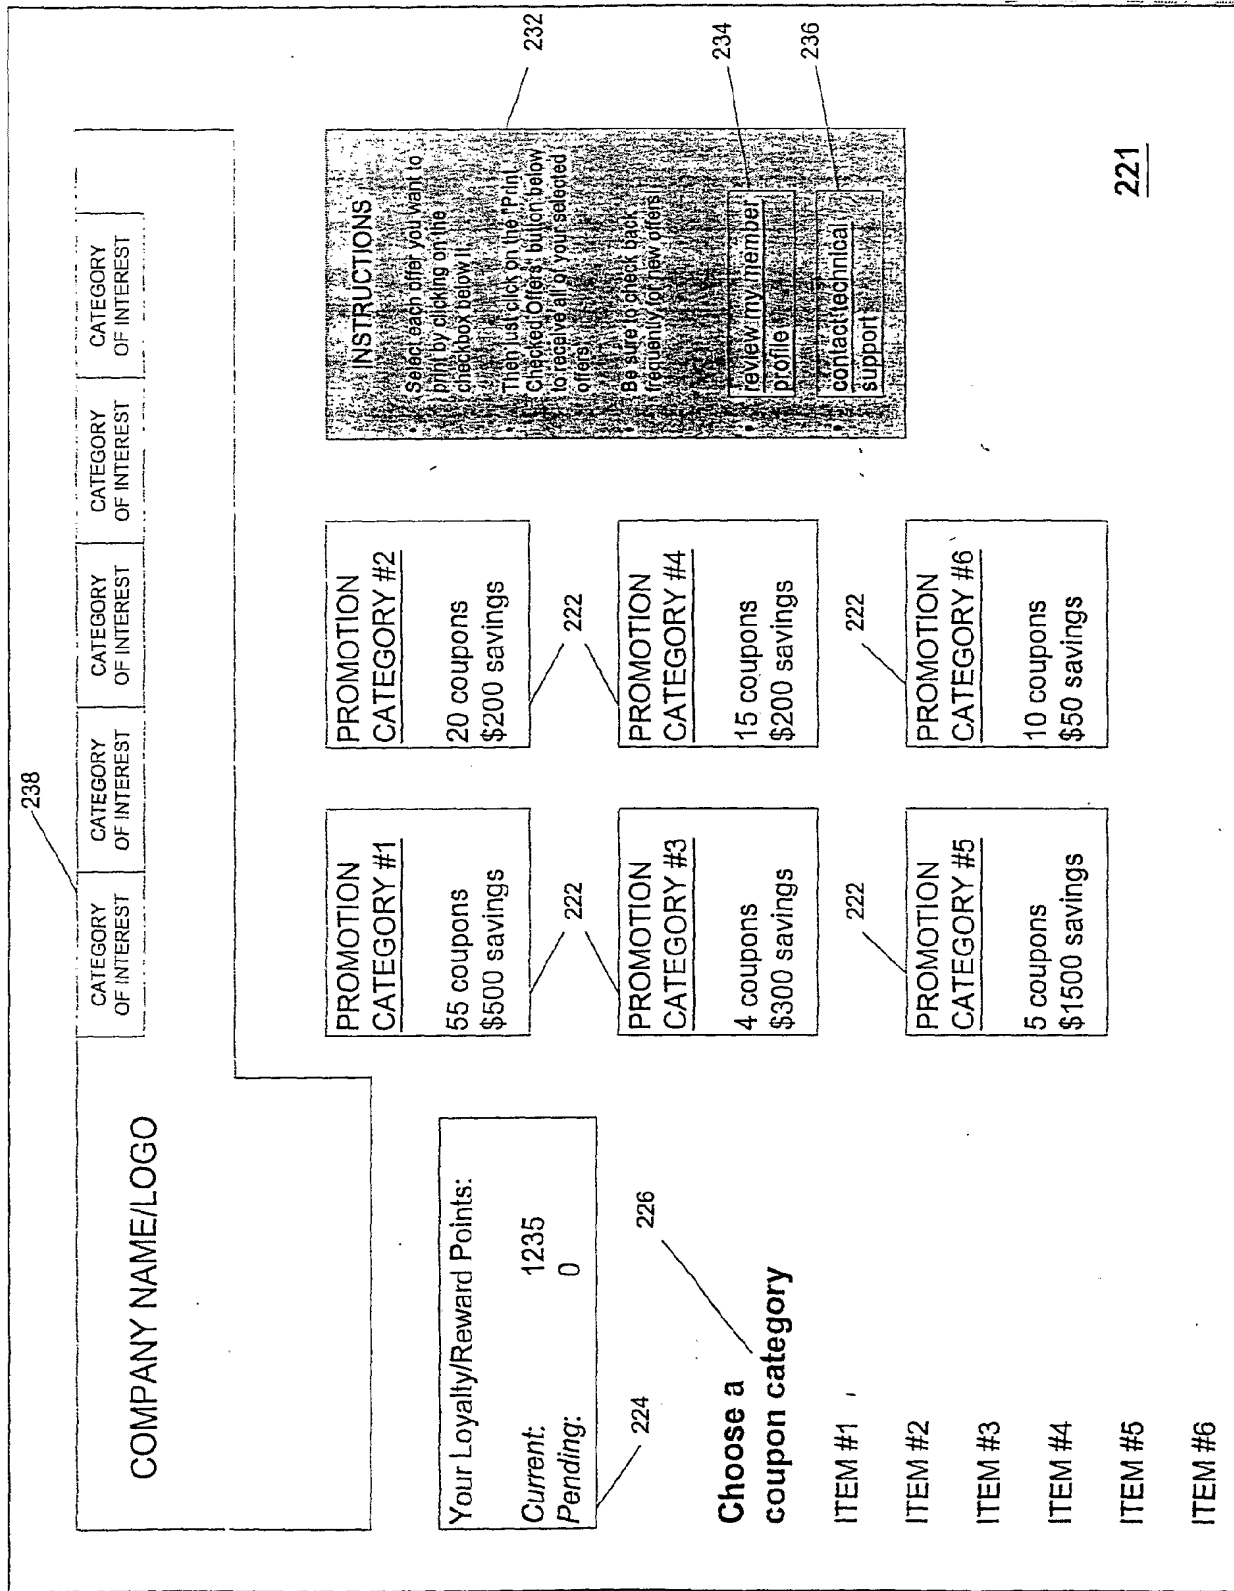 238
CATEGORY
OF INTEREST
CATEGORY
OF INTEREST
CATEGORY
OF INTEREST
CATEGORY
OF INTEREST
CATEGORY
OF INTEREST
COMPANY NAME/LOGO
Your Loyalty/Reward Points:
Current: 1235
Pending: 0
224
226
Choose a
coupon category
ITEM #1
ITEM #2
ITEM #3
ITEM #4
ITEM #5
ITEM #6
PROMOTION
CATEGORY #1
55 coupons
$500 savings
PROMOTION
CATEGORY #2
20 coupons
$200 savings
222
222
PROMOTION
CATEGORY #3
4 coupons
$300 savings
PROMOTION
CATEGORY #4
15 coupons
$200 savings
222
222
PROMOTION
CATEGORY #5
5 coupons
$1500 savings
PROMOTION
CATEGORY #6
10 coupons
$50 savings
INSTRUCTIONS
• Select each offer you want to
print by clicking on the
checkbox below it
• Then just click on the "Print
Checked Offers" button below
to receive all of your selected
offers
• Be sure to check back
frequently for new offers!
• review my member
profile
• contact technical
support
232
234
236
221